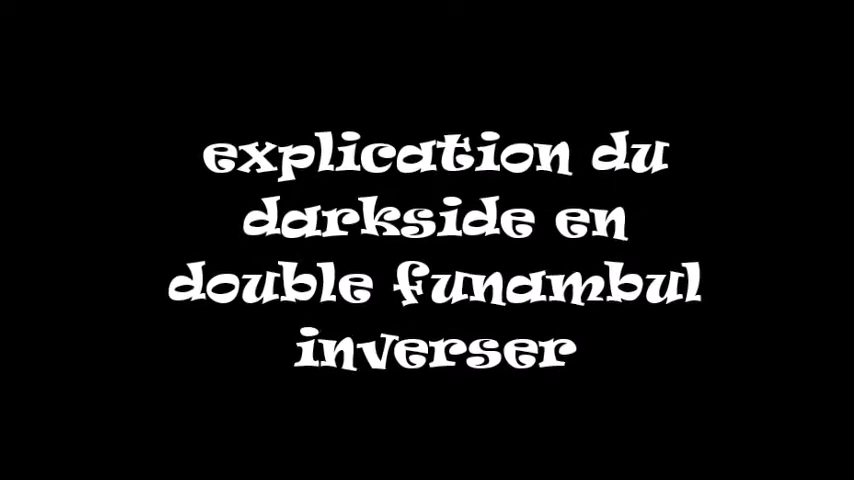 explication du
darkside en
double funambul
inverser